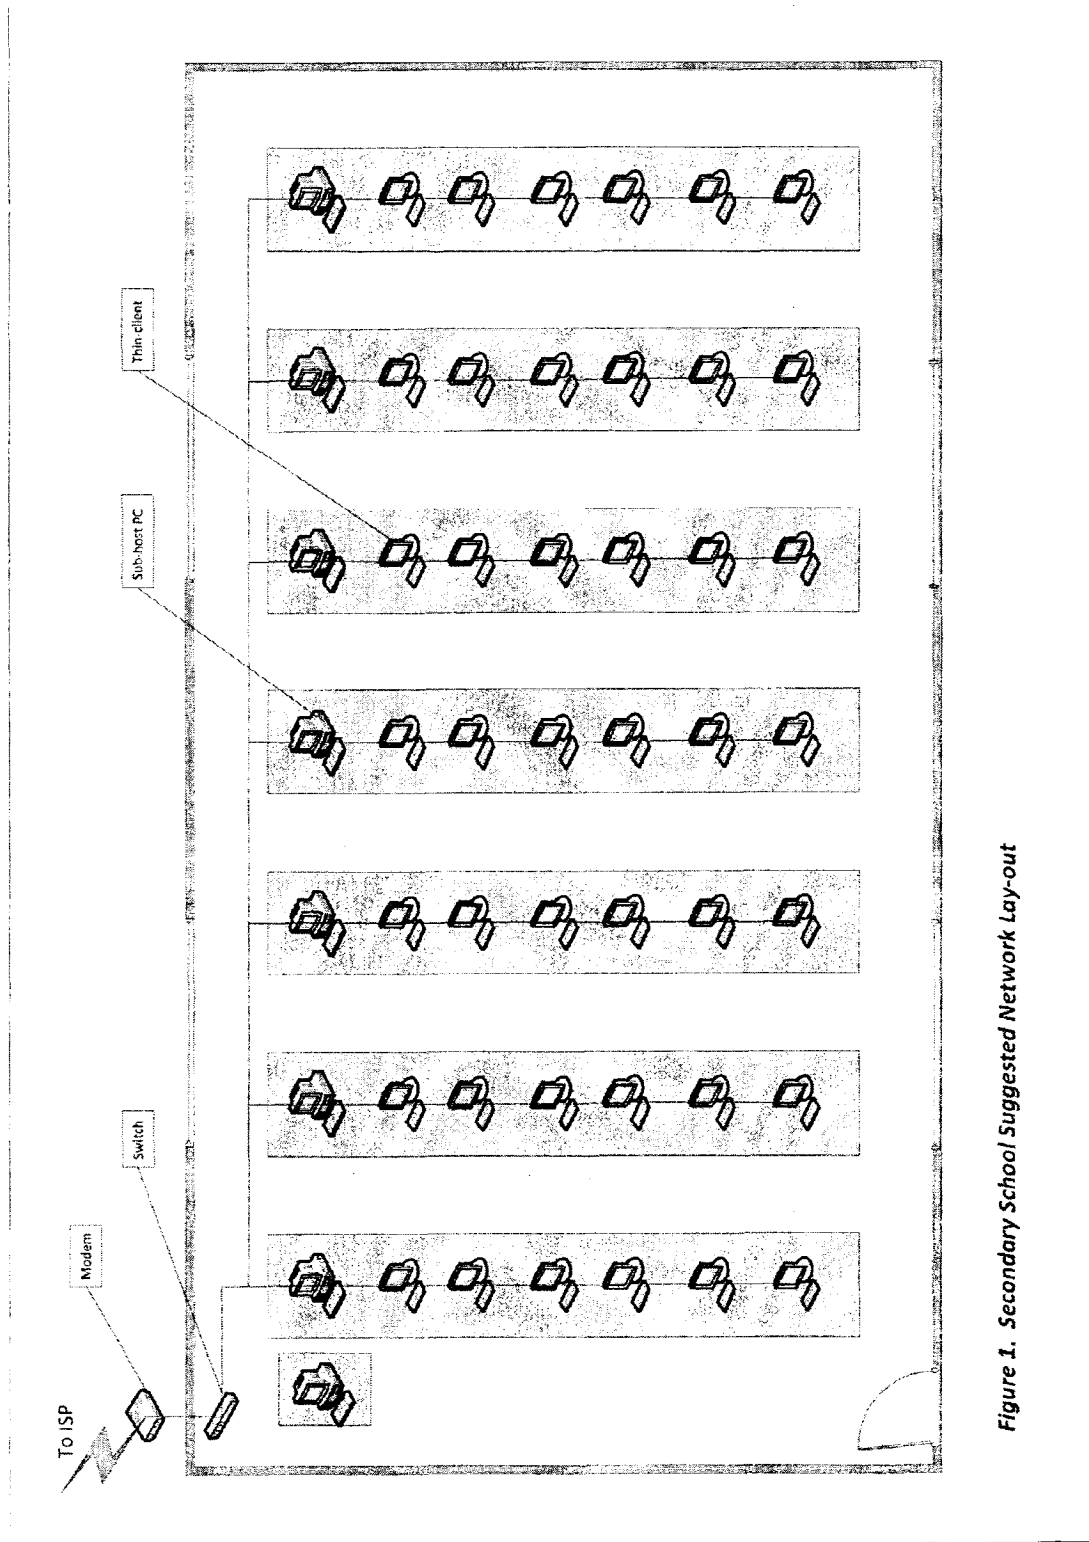 To ISP
Modem
Switch
Sub-host PC
Thin-client
Figure 1. Secondary School Suggested Network Lay-out